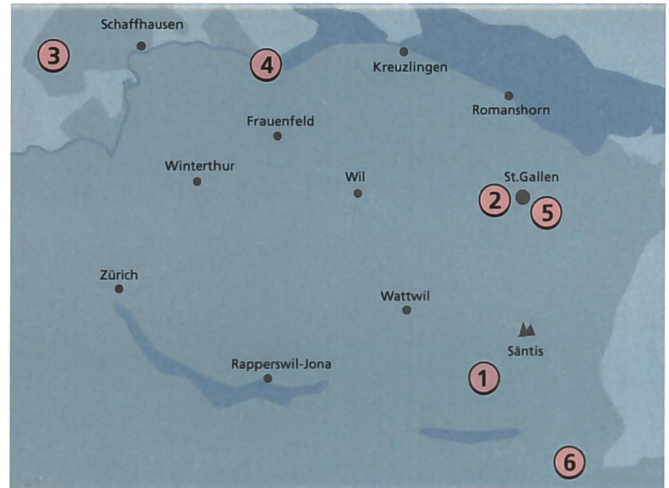 Schaffhausen
3
4
Kreuzlingen
Romanshorn
Frauenfeld
Winterthur
Wil
St.Gallen
2
5
Zürich
Wattwil
Säntis
Rapperswil-Jona
1
6